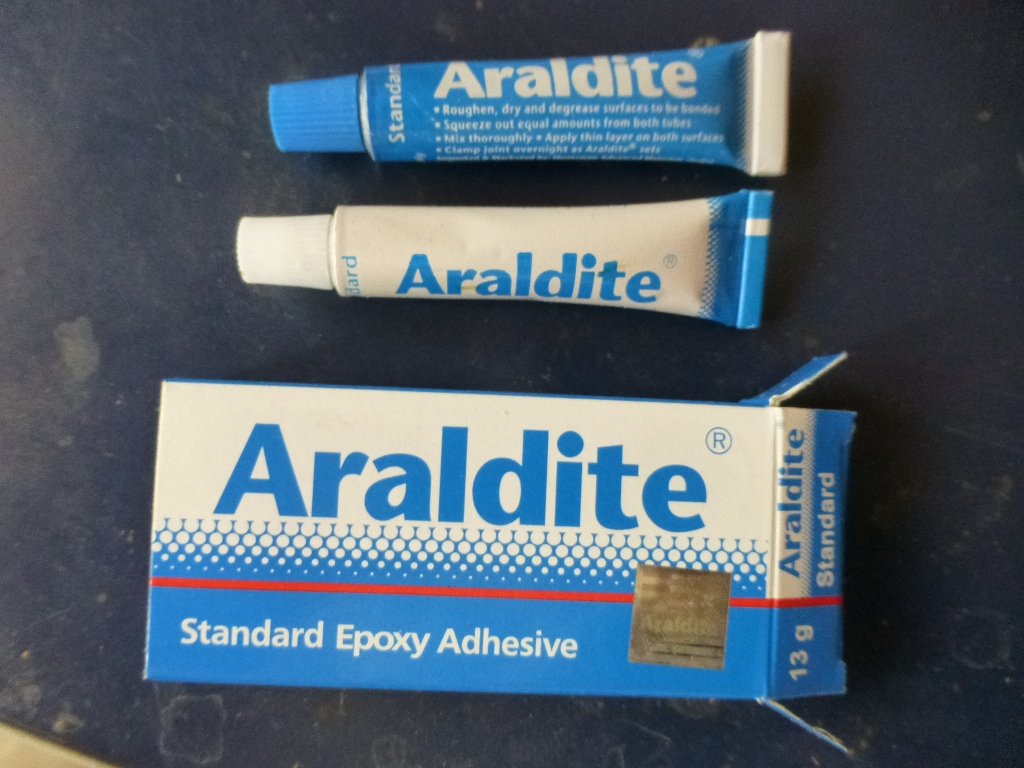 Standard
Araldite®
• Roughen, dry and degrease surfaces to be bonded
• Squeeze out equal amounts from both tubes
• Mix thoroughly • Apply thin layer on both surfaces
• Clamp joint overnight as Araldite® sets
dard
Araldite®
Araldite®
Standard Epoxy Adhesive
Araldite
Araldite
Standard
13 g